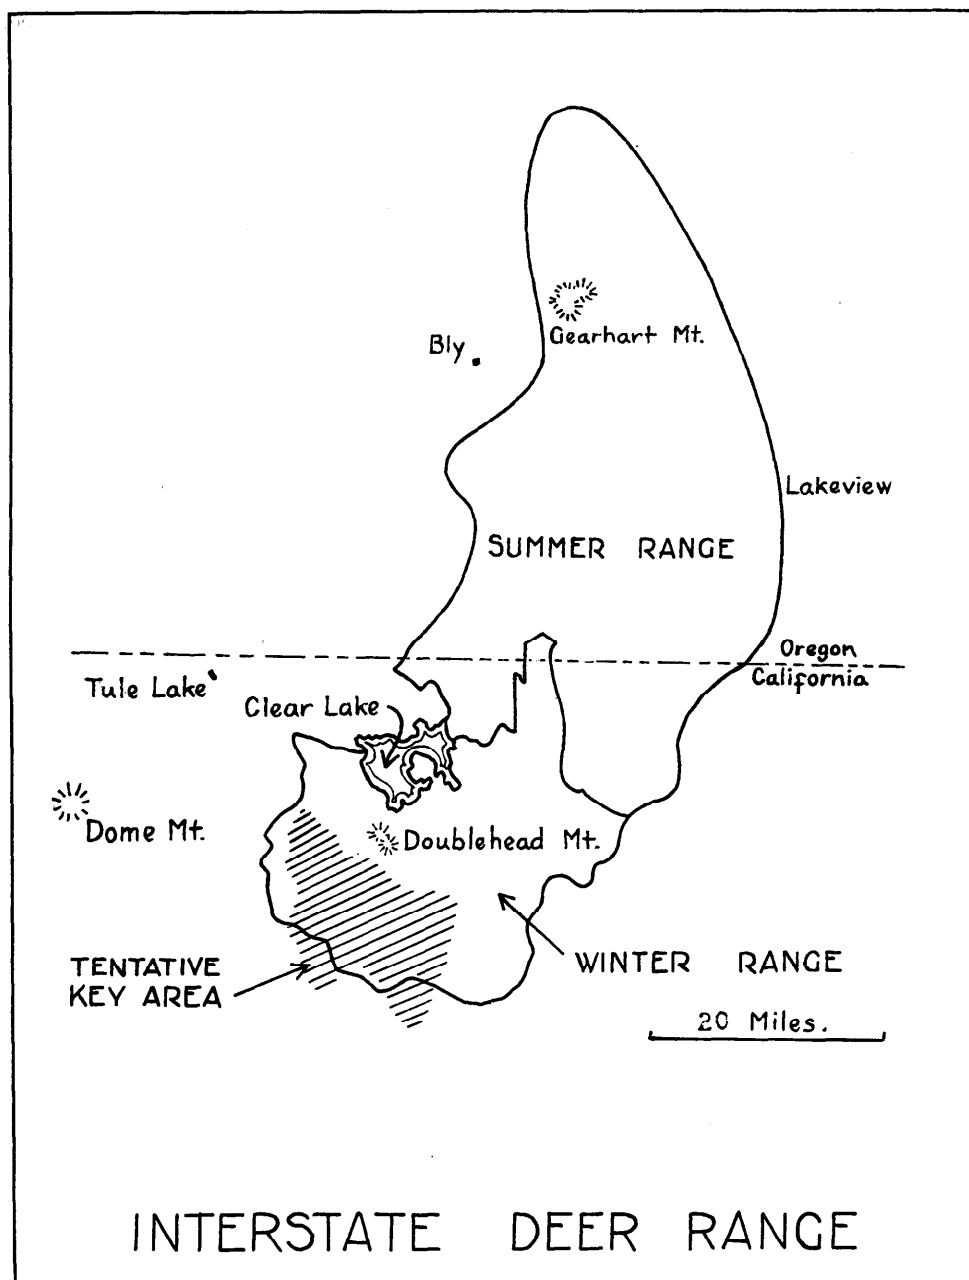 Gearhart Mt.
Bly
Lakeview
SUMMER RANGE
Oregon
California
Tule Lake
Clear Lake
Dome Mt.
Doublehead Mt.
TENTATIVE
KEY AREA
WINTER RANGE
20 Miles.
INTERSTATE DEER RANGE